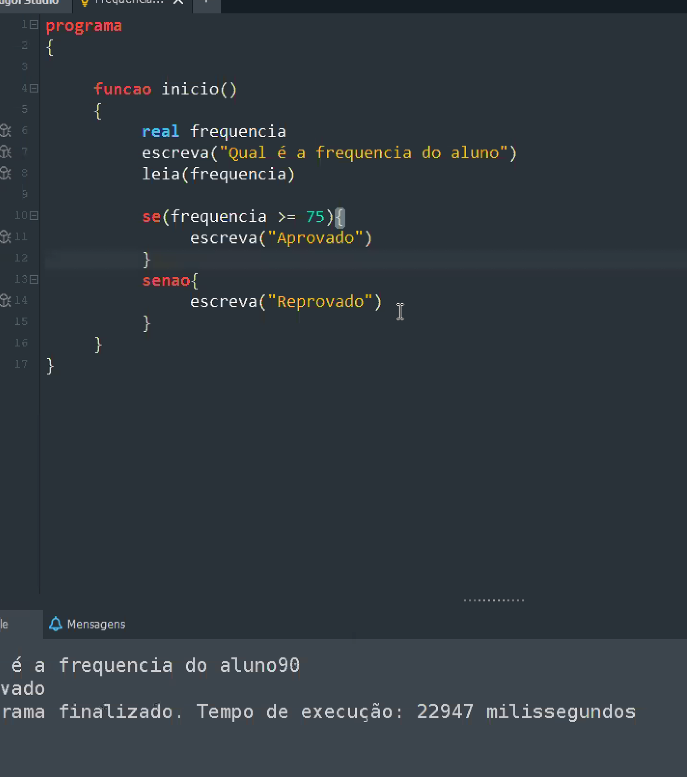 ugol Studio Frequencia... X +
1 programa
2 {
3
4 funcao inicio()
5 {
6 real frequencia
7 escreva("Qual é a frequencia do aluno")
8 leia(frequencia)
9
10 se(frequencia >= 75){
11 escreva("Aprovado")
12 }
13 senao{
14 escreva("Reprovado")
15 }
16 }
17 }
le Mensagens
é a frequencia do aluno90
vado
rama finalizado. Tempo de execução: 22947 milissegundos